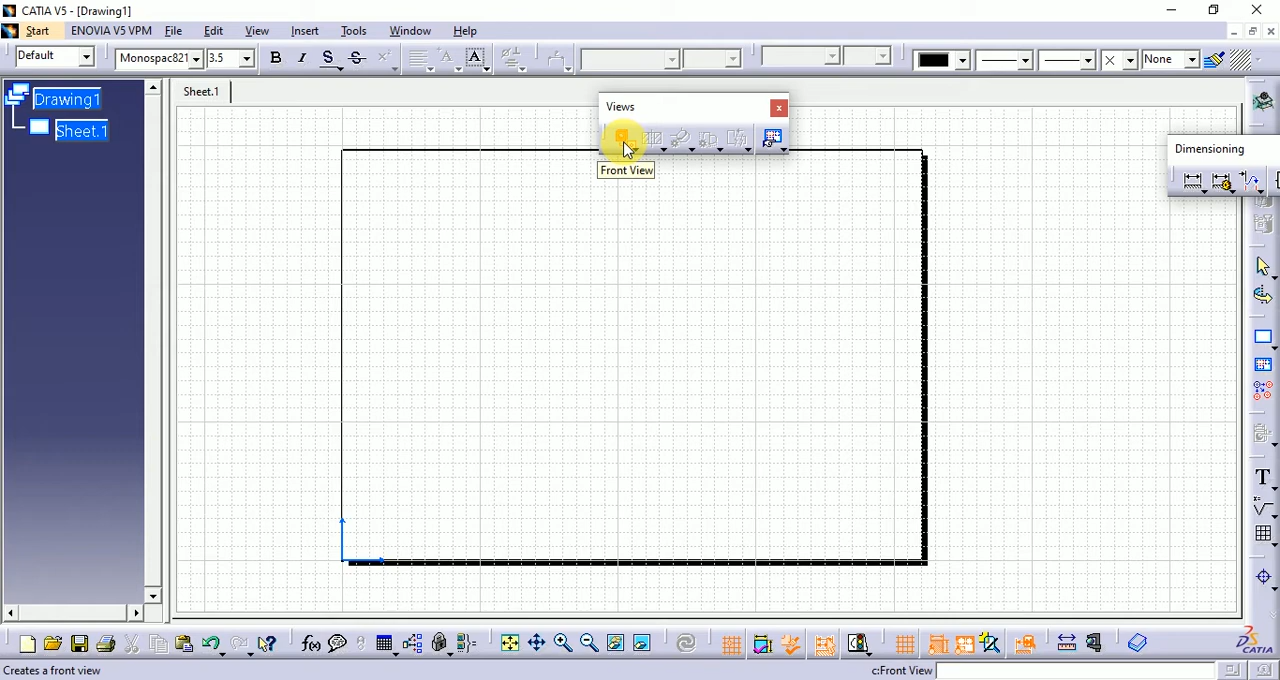 CATIA V5 - [Drawing1]
Start ENOVIA V5 VPM File Edit View Insert Tools Window Help
Default Monospac821 3.5 B I S S A A None
Drawing1
Sheet.1
Sheet.1
Views
Front View
Dimensioning
T
f(x)
CATIA
Creates a front view
c:Front View